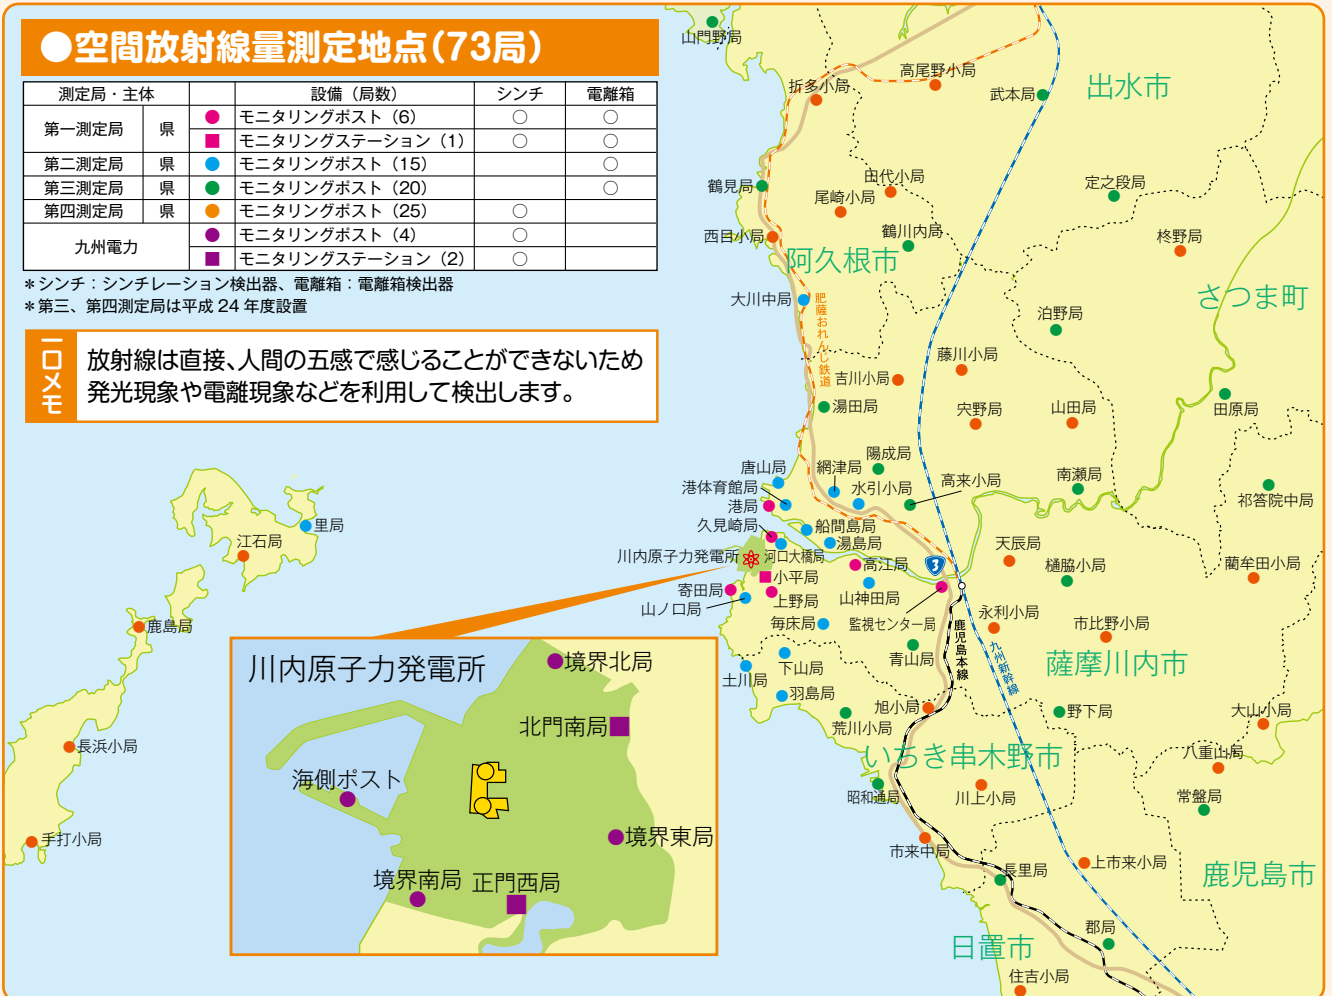 ●空間放射線量測定地点(73局)
測定局・主体 設備（局数） シンチ 電離箱
第一測定局 県 ● モニタリングポスト（6） ○ ○
■ モニタリングステーション（1） ○ ○
第二測定局 県 ● モニタリングポスト（15） ○
第三測定局 県 ● モニタリングポスト（20） ○
第四測定局 県 ● モニタリングポスト（25） ○
九州電力 ● モニタリングポスト（4） ○
■ モニタリングステーション（2） ○
＊シンチ：シンチレーション検出器、電離箱：電離箱検出器
＊第三、第四測定局は平成 24 年度設置
一口メモ
放射線は直接、人間の五感で感じることができないため
発光現象や電離現象などを利用して検出します。
山門野局
折多小局
高尾野小局
武本局
出水市
鶴見局
田代小局
尾崎小局
定之段局
西目小局
鶴川内局
柊野局
阿久根市
大川中局
肥薩おれんじ鉄道
さつま町
泊野局
藤川小局
吉川小局
湯田局
宍野局
山田局
田原局
唐山局
網津局
陽成局
港体育館局
水引小局
高来小局
南瀬局
祁答院中局
港局
久見崎局
船間島局
湯島局
川内原子力発電所
河口大橋局
高江局
3
天辰局
樋脇小局
藺牟田小局
小平局
寄田局
上野局
山神田局
山ノ口局
毎床局
監視センター局
永利小局
市比野小局
鹿児島本線
九州新幹線
青山局
薩摩川内市
下山局
土川局
羽島局
旭小局
野下局
大山小局
荒川小局
いちき串木野市
八重山局
昭和通局
川上小局
常盤局
市来中局
長里局
上市来小局
鹿児島市
郡局
日置市
住吉小局
里局
江石局
鹿島局
長浜小局
手打小局
川内原子力発電所
境界北局
北門南局
海側ポスト
境界東局
境界南局
正門西局